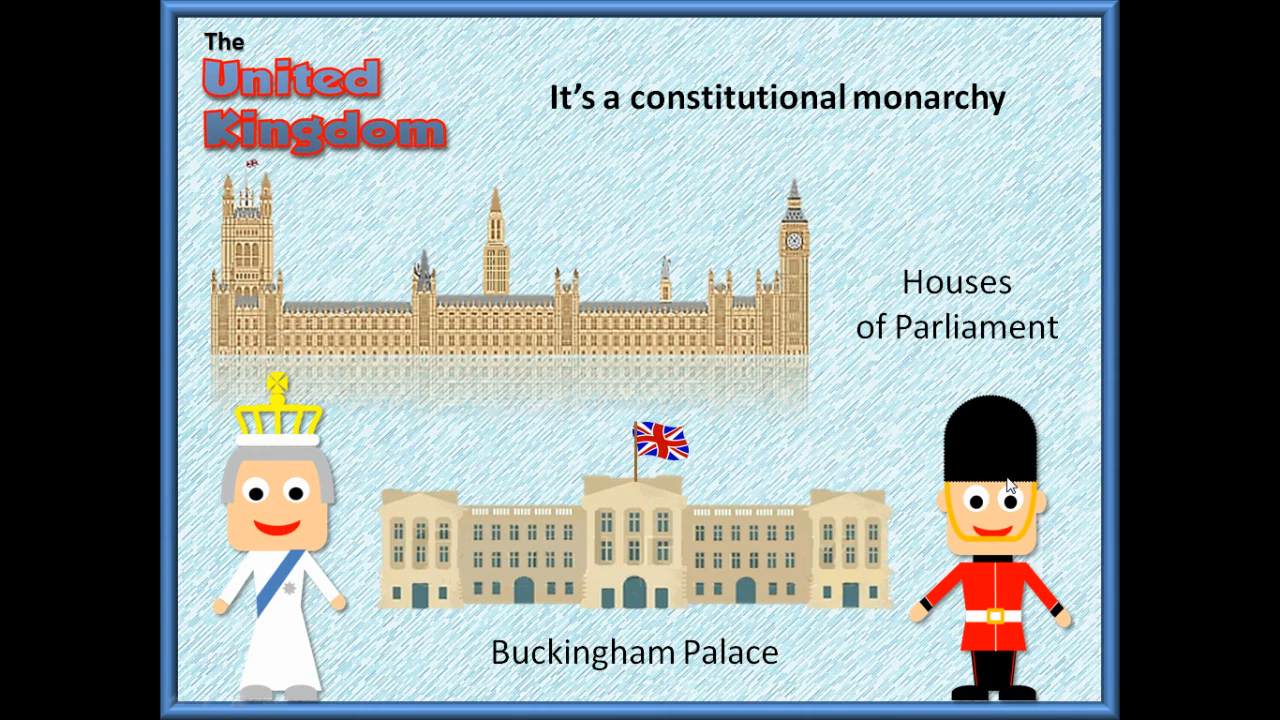 The
United
Kingdom
It’s a constitutional monarchy
Houses
of Parliament
Buckingham Palace